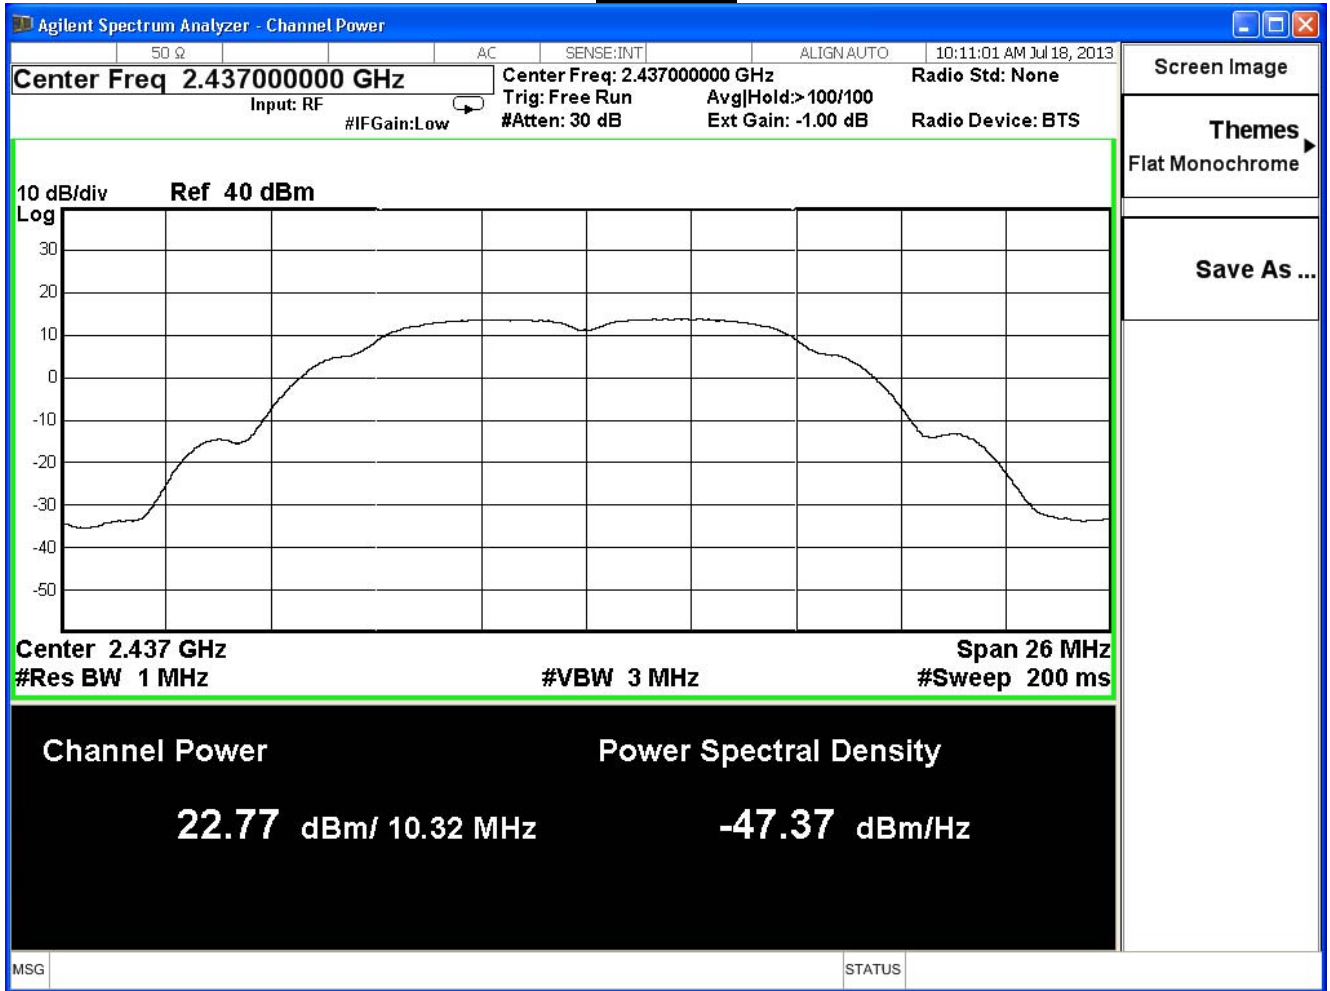 Agilent Spectrum Analyzer - Channel Power
50 Ω AC SENSE:INT ALIGN AUTO 10:11:01 AM Jul 18, 2013
Center Freq 2.437000000 GHz
Input: RF
#IFGain:Low
Center Freq: 2.437000000 GHz
Trig: Free Run Avg|Hold:> 100/100
#Atten: 30 dB Ext Gain: -1.00 dB
Radio Std: None
Radio Device: BTS
10 dB/div Ref 40 dBm
Log
30
20
10
0
-10
-20
-30
-40
-50
Center 2.437 GHz Span 26 MHz
#Res BW 1 MHz #VBW 3 MHz #Sweep 200 ms
Channel Power Power Spectral Density
22.77 dBm/ 10.32 MHz -47.37 dBm/Hz
MSG STATUS
Screen Image
Themes
Flat Monochrome
Save As ...